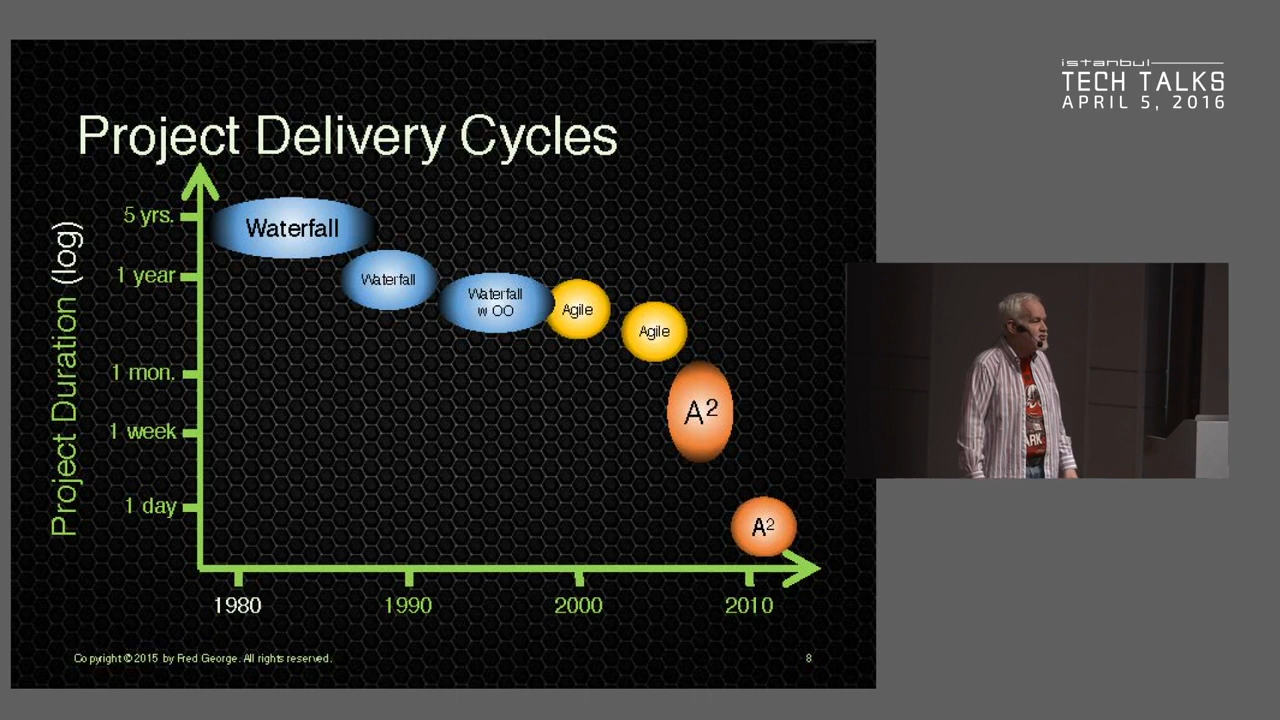 istanbul
TECH TALKS
APRIL 5, 2016
Project Delivery Cycles
Project Duration (log)
5 yrs.
1 year
1 mon.
1 week
1 day
Waterfall
Waterfall
Waterfall
w OO
Agile
Agile
A²
A²
1980
1990
2000
2010
Copyright © 2015 by Fred George. All rights reserved.
8